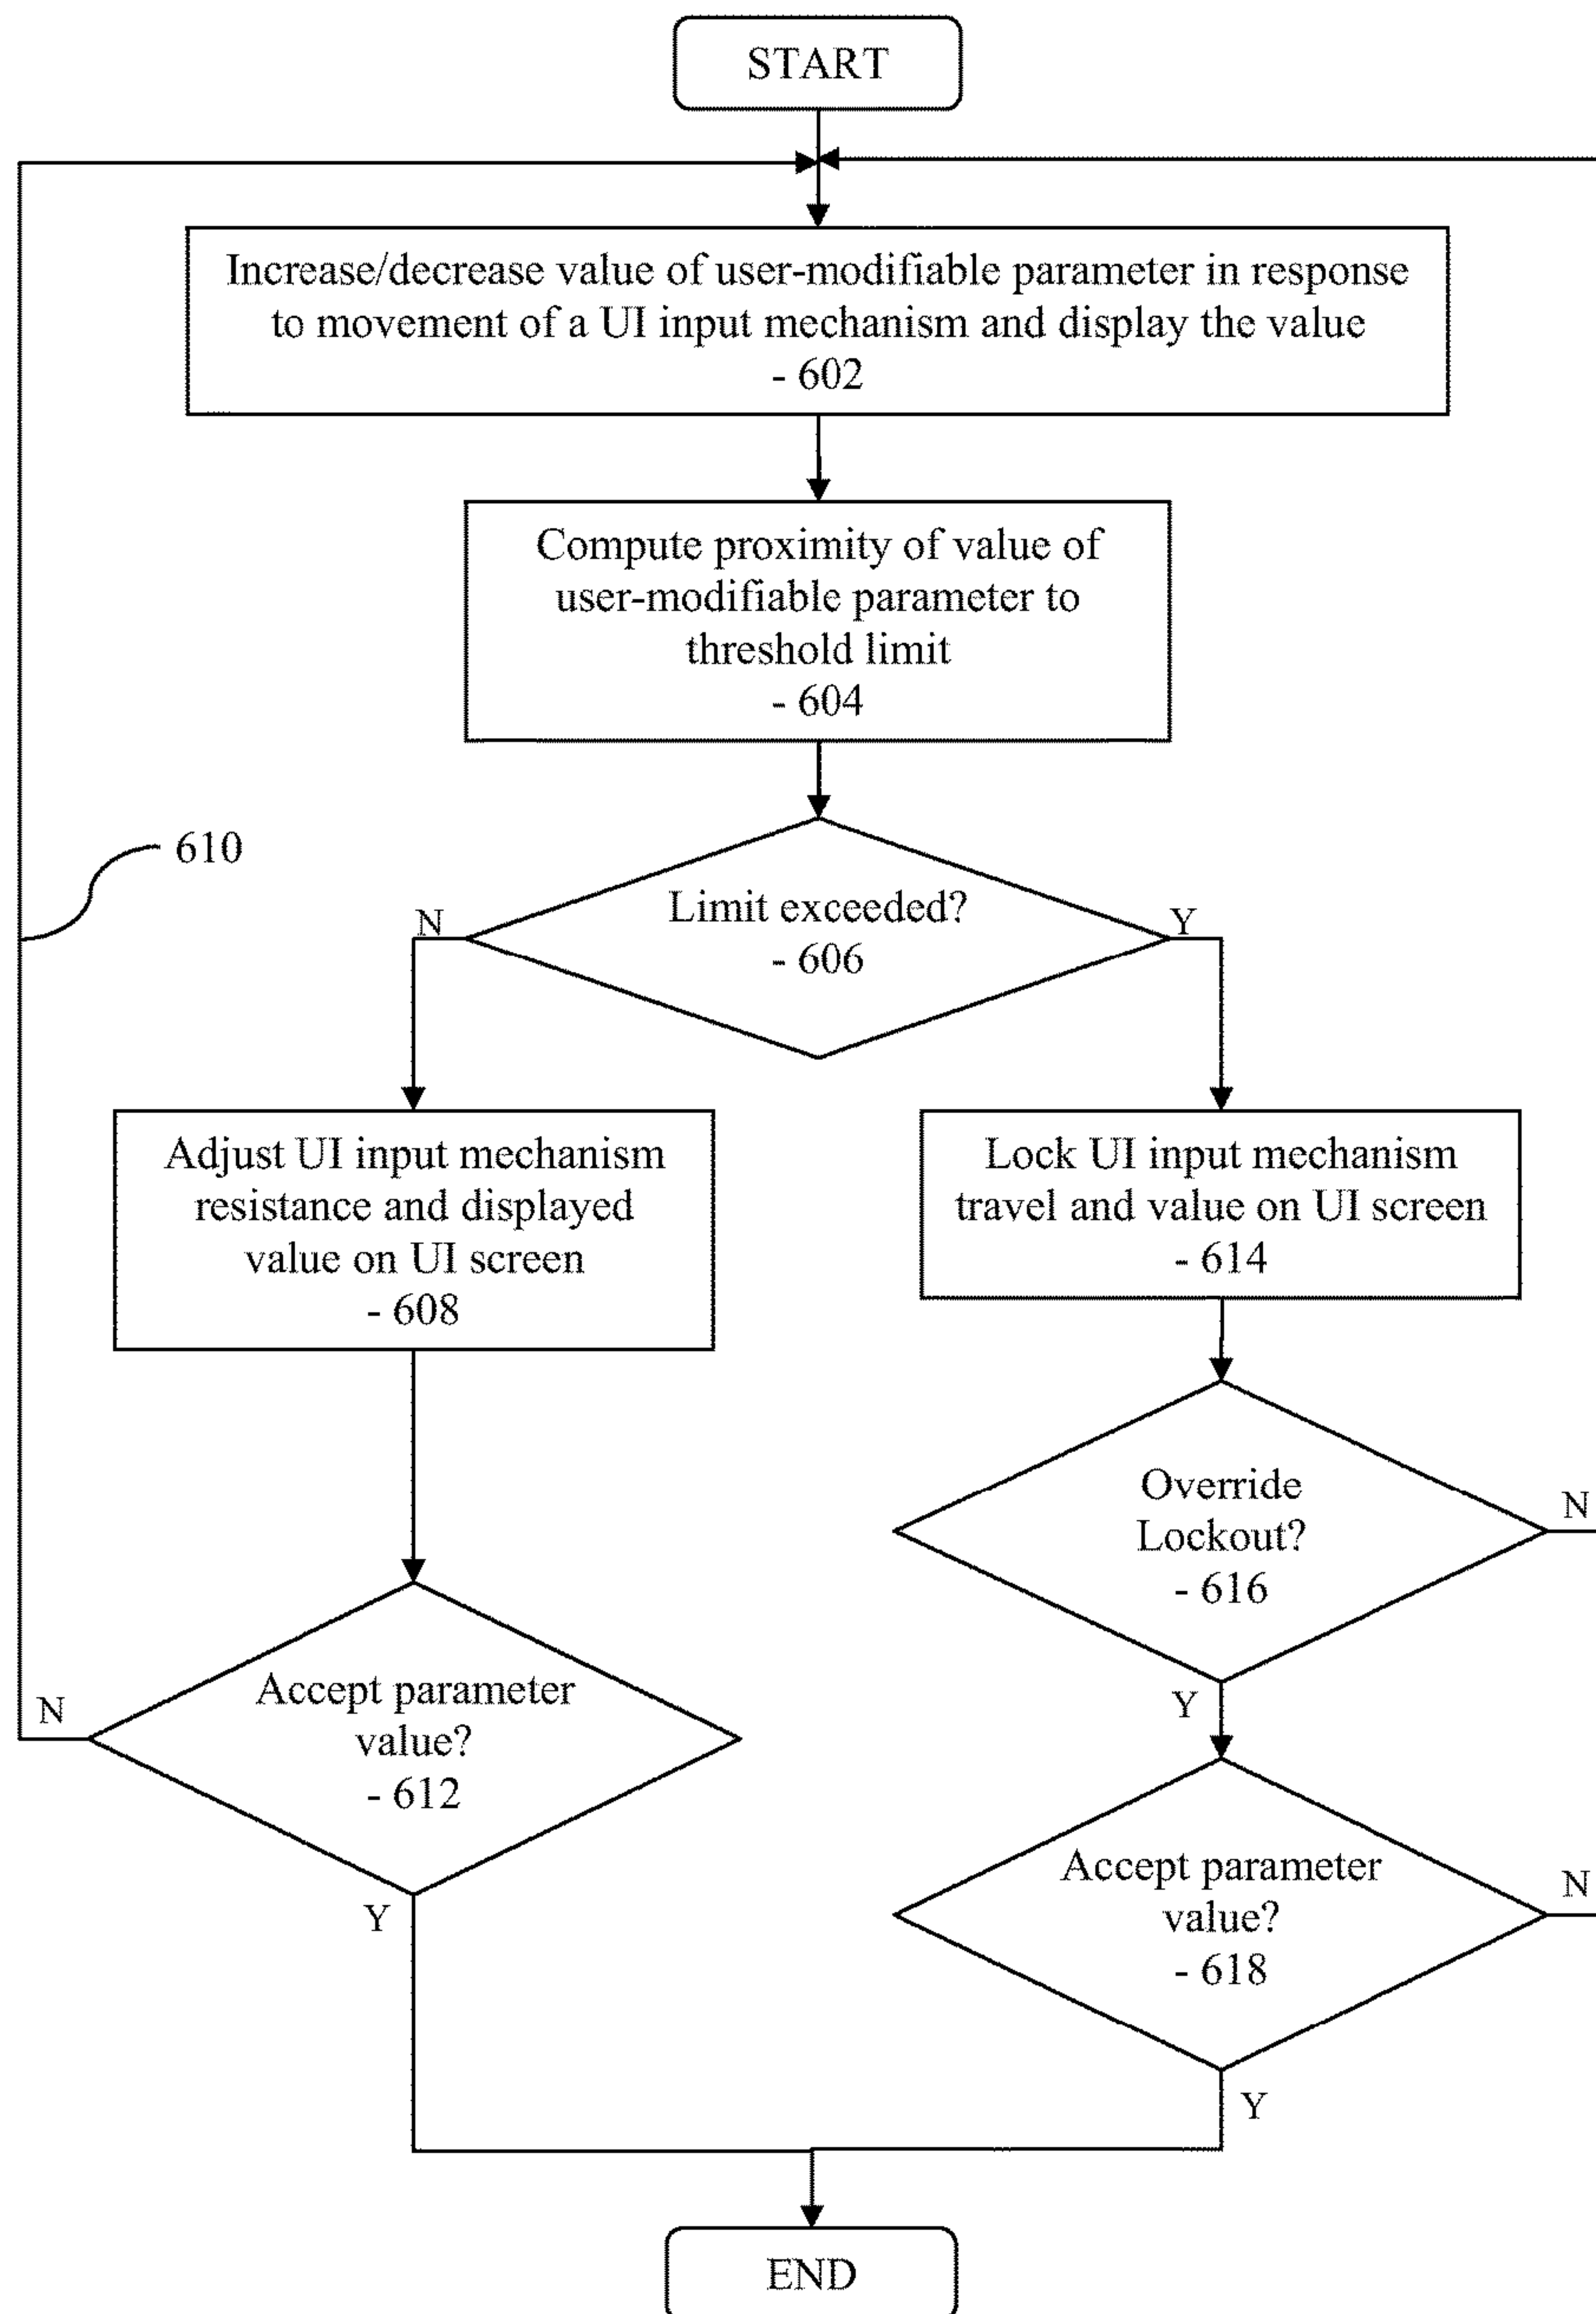 START
Increase/decrease value of user-modifiable parameter in response
to movement of a UI input mechanism and display the value
- 602
Compute proximity of value of
user-modifiable parameter to
threshold limit
- 604
610
Limit exceeded?
- 606
N
Y
Adjust UI input mechanism
resistance and displayed
value on UI screen
- 608
Lock UI input mechanism
travel and value on UI screen
- 614
Override
Lockout?
- 616
N
Y
Accept parameter
value?
- 612
N
Y
Accept parameter
value?
- 618
N
Y
END